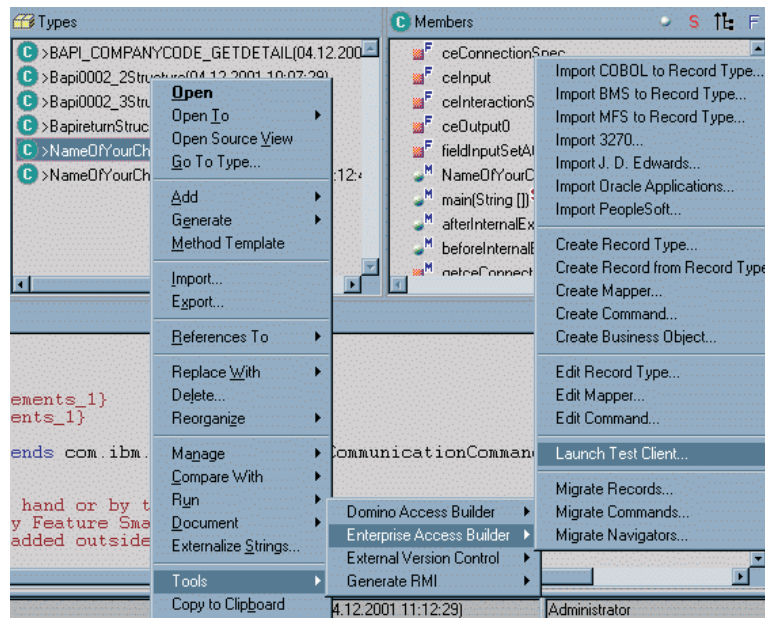 Types
>BAPI_COMPANYCODE_GETDETAIL(04.12.200
>Bapi0002_2Structure(04.12.2001 10:07:29)
>Bapi0002_3Stru
>BapireturnStruc
>NameOfYourCh
>NameOfYourCh
:12:4
Open
Open To
Open Source View
Go To Type...
Add
Generate
Method Template
Import...
Export...
References To
Replace With
Delete...
Reorganize
Manage
Compare With
Run
Document
Externalize Strings...
Tools
Copy to Clipboard
Members
S
F
ceConnectionSpec
ceInput
ceInteractionS
ceOutput0
fieldInputSetAt
NameOfYourC
main(String [])
afterInternalEx
beforeInternalE
getceConnect
Import COBOL to Record Type...
Import BMS to Record Type...
Import MFS to Record Type...
Import 3270...
Import J. D. Edwards...
Import Oracle Applications...
Import PeopleSoft...
Create Record Type...
Create Record from Record Type
Create Mapper...
Create Command...
Create Business Object...
Edit Record Type...
Edit Mapper...
Edit Command...
Launch Test Client...
Migrate Records...
Migrate Commands...
Migrate Navigators...
Domino Access Builder
Enterprise Access Builder
External Version Control
Generate RMI
ements_1}
ents_1}
ends com.ibm.
CommunicationComman
hand or by t
y Feature Sma
added outside
4.12.2001 11:12:29)
Administrator